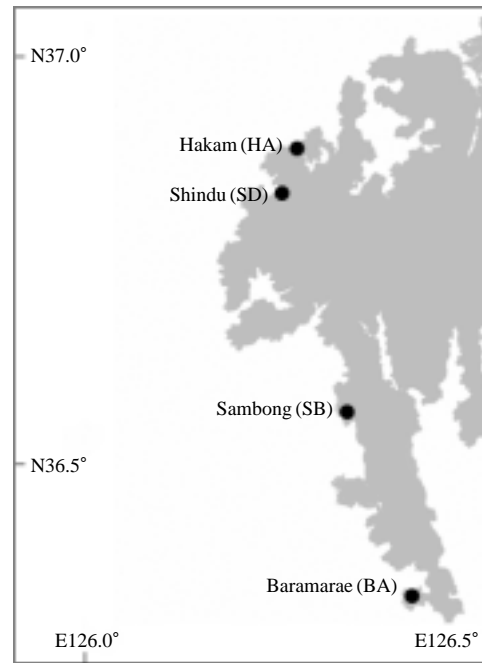 N37.0°
Hakam (HA)
Shindu (SD)
Sambong (SB)
N36.5°
Baramarae (BA)
E126.0°
E126.5°